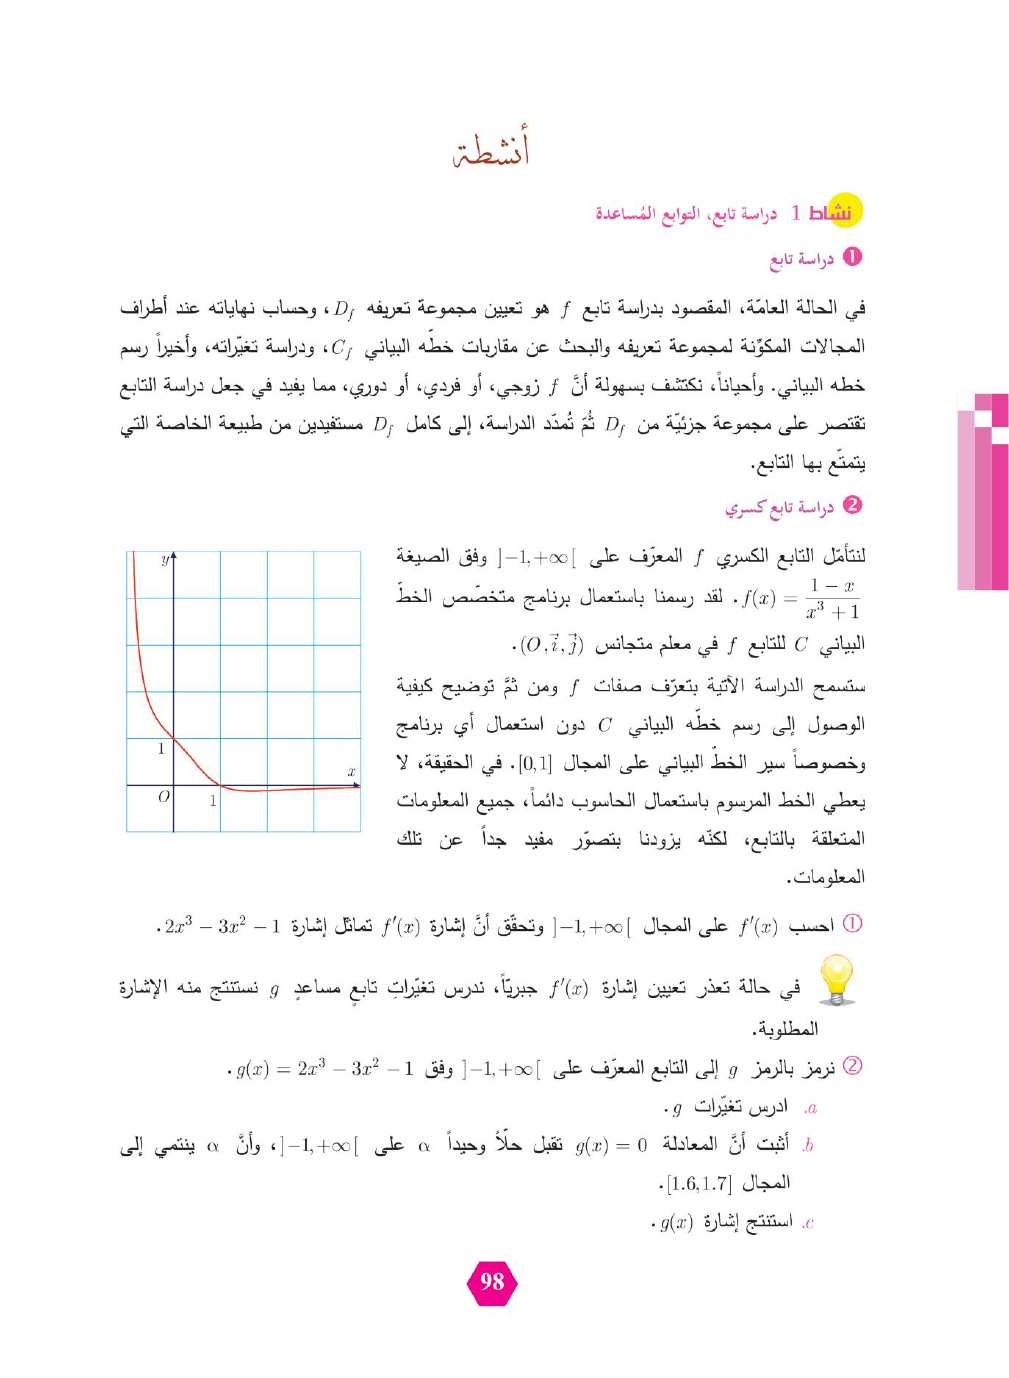 أنشطة
نشاط 1 دراسة تابع، التوابع المُساعدة
❶ دراسة تابع
في الحالة العامّة، المقصود بدراسة تابع f هو تعيين مجموعة تعريفه D_f ، وحساب نهاياته عند أطراف
المجالات المكوِّنة لمجموعة تعريفه والبحث عن مقاربات خطّه البياني C_f، ودراسة تغيّراته، وأخيراً رسم
خطه البياني. وأحياناً، نكتشف بسهولة أنَّ f زوجي، أو فردي، أو دوري، مما يفيد في جعل دراسة التابع
تقتصر على مجموعة جزئيّة من D_f ثُمَّ تُمدّد الدراسة، إلى كامل D_f مستفيدين من طبيعة الخاصة التي
يتمتّع بها التابع.
❷ دراسة تابع كسري
لنتأمّل التابع الكسري f المعرّف على ]−1,+∞[ وفق الصيغة
f(x) = (1 − x)/(x³ + 1). لقد رسمنا باستعمال برنامج متخصّص الخطّ
البياني C للتابع f في معلم متجانس (O, i⃗, j⃗).
ستسمح الدراسة الآتية بتعرّف صفات f ومن ثمَّ توضيح كيفية
الوصول إلى رسم خطّه البياني C دون استعمال أي برنامج
وخصوصاً سير الخطّ البياني على المجال [0,1]. في الحقيقة، لا
يعطي الخط المرسوم باستعمال الحاسوب دائماً، جميع المعلومات
المتعلقة بالتابع، لكنّه يزودنا بتصوّر مفيد جداً عن تلك
المعلومات.
y
1
x
O
1
① احسب f′(x) على المجال ]−1,+∞[ وتحقّق أنَّ إشارة f′(x) تماثل إشارة 2x³ − 3x² − 1.
في حالة تعذر تعيين إشارة f′(x) جبريّاً، ندرس تغيّراتِ تابعٍ مساعدٍ g نستنتج منه الإشارة
المطلوبة.
② نرمز بالرمز g إلى التابع المعرّف على ]−1,+∞[ وفق g(x) = 2x³ − 3x² − 1.
a. ادرس تغيّرات g.
b. أثبت أنَّ المعادلة g(x) = 0 تقبل حلّاً وحيداً α على ]−1,+∞[، وأنَّ α ينتمي إلى
المجال [1.6,1.7].
c. استنتج إشارة g(x).
98